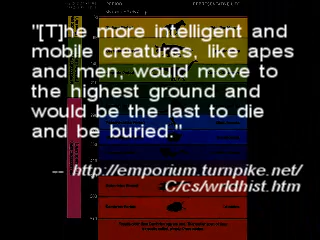 "[T]he more intelligent and
mobile creatures, like apes
and men, would move to
the highest ground and
would be the last to die
and be buried."
-- http://emporium.turnpike.net/
C/cs/wrldhist.htm